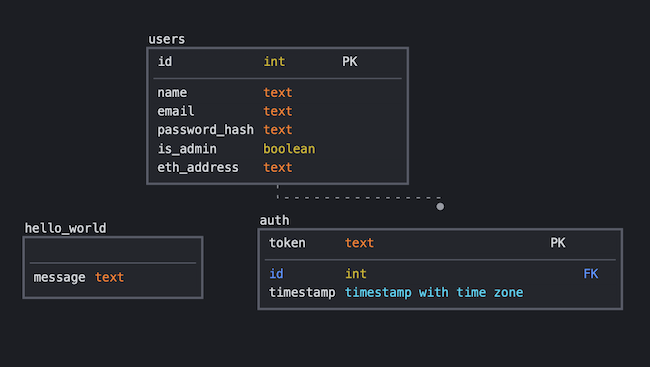 users
id int PK
name text
email text
password_hash text
is_admin boolean
eth_address text
hello_world
message text
auth
token text PK
id int FK
timestamp timestamp with time zone